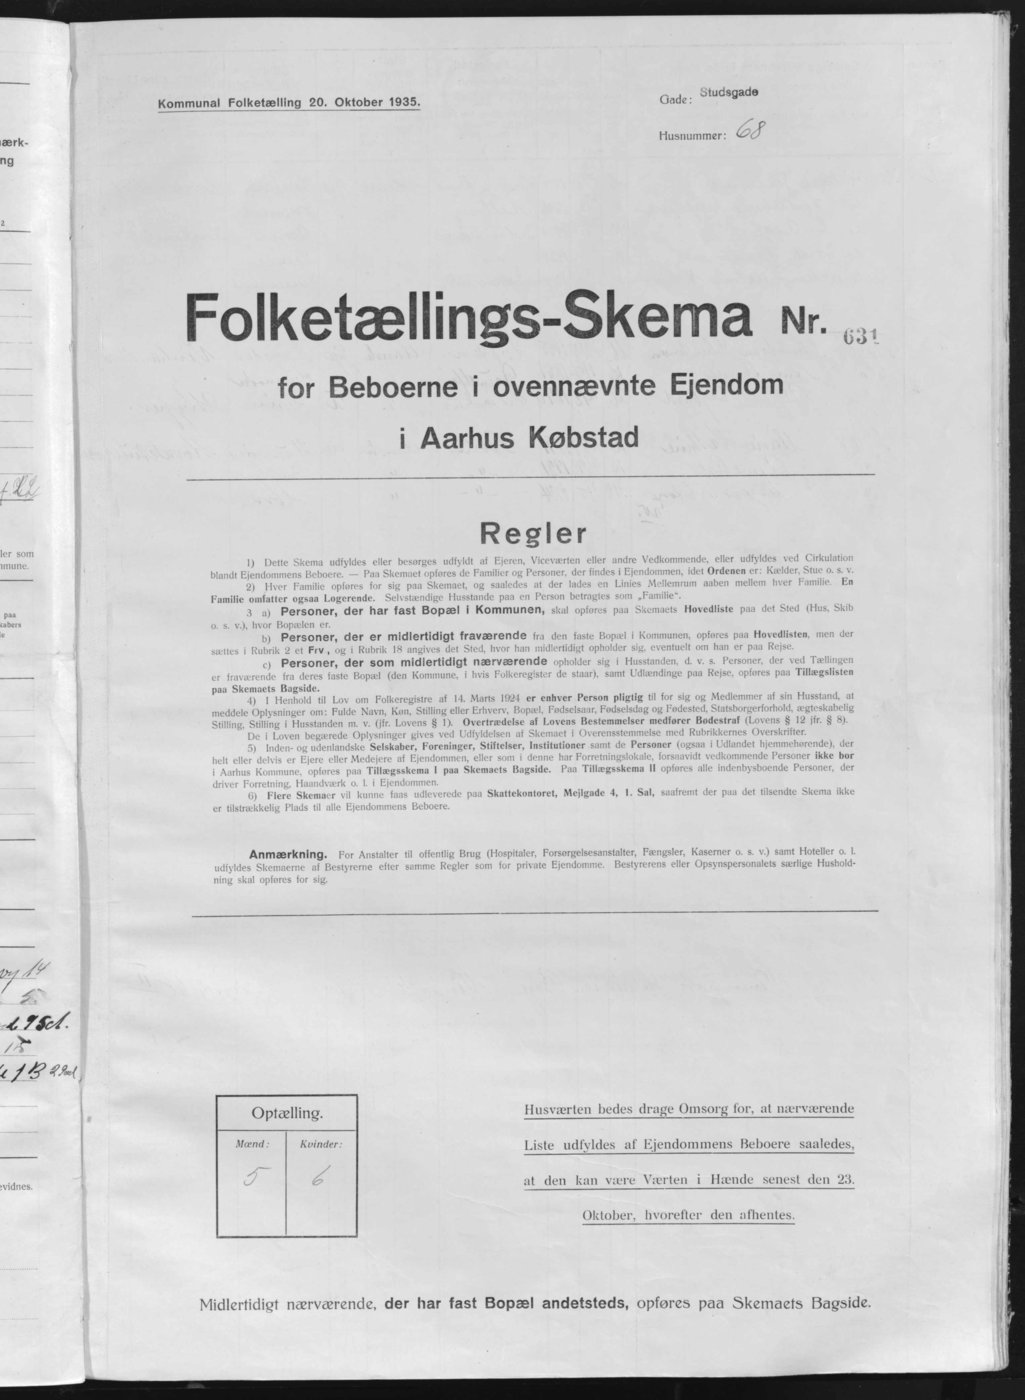 Kommunal Folketælling 20. Oktober 1935.
Gade: Studsgade
Husnummer: 68
Folketællings-Skema Nr. 631
for Beboerne i ovennævnte Ejendom
i Aarhus Købstad
Regler
1) Dette Skema udfyldes eller besørges udfyldt af Ejeren, Viceværten eller andre Vedkommende, eller udfyldes ved Cirkulation
blandt Ejendommens Beboere. — Paa Skemaet opføres de Familier og Personer, der findes i Ejendommen, idet Ordenen er: Kælder, Stue o. s. v.
2) Hver Familie opføres for sig paa Skemaet, og saaledes at der lades en Linies Mellemrum aaben mellem hver Familie. En
Familie omfatter ogsaa Logerende. Selvstændige Husstande paa en Person betragtes som „Familie".
3 a) Personer, der har fast Bopæl i Kommunen, skal opføres paa Skemaets Hovedliste paa det Sted (Hus, Skib
o. s. v.), hvor Bopælen er.
b) Personer, der er midlertidigt fraværende fra den faste Bopæl i Kommunen, opføres paa Hovedlisten, men der
sættes i Rubrik 2 et Frv., og i Rubrik 18 angives det Sted, hvor han midlertidigt opholder sig, eventuelt om han er paa Rejse.
c) Personer, der som midlertidigt nærværende opholder sig i Husstanden, d. v. s. Personer, der ved Tællingen
er fraværende fra deres faste Bopæl (den Kommune, i hvis Folkeregister de staar), samt Udlændinge paa Rejse, opføres paa Tillægslisten
paa Skemaets Bagside.
4) I Henhold til Lov om Folkeregistre af 14. Marts 1924 er enhver Person pligtig til for sig og Medlemmer af sin Husstand, at
meddele Oplysninger om: Fulde Navn, Køn, Stilling eller Erhverv, Bopæl, Fødselsaar, Fødselsdag og Fødested, Statsborgerforhold, ægteskabelig
Stilling, Stilling i Husstanden m. v. (jfr. Lovens § 1). Overtrædelse af Lovens Bestemmelser medfører Bødestraf (Lovens § 12 jfr. § 8).
De i Loven begærede Oplysninger gives ved Udfyldelsen af Skemaet i Overensstemmelse med Rubrikkernes Overskrifter.
5) Inden- og udenlandske Selskaber, Foreninger, Stiftelser, Institutioner samt de Personer (ogsaa i Udlandet hjemmehørende), der
helt eller delvis er Ejere eller Medejere af Ejendommen, eller som i denne har Forretningslokale, forsaavidt vedkommende Personer ikke bor
i Aarhus Kommune, opføres paa Tillægsskema I paa Skemaets Bagside. Paa Tillægsskema II opføres alle indenbysboende Personer, der
driver Forretning, Haandværk o. l. i Ejendommen.
6) Flere Skemaer vil kunne faas udleverede paa Skattekontoret, Mejlgade 4, 1. Sal, saafremt der paa det tilsendte Skema ikke
er tilstrækkelig Plads til alle Ejendommens Beboere.
Anmærkning. For Anstalter til offentlig Brug (Hospitaler, Forsørgelsesanstalter, Fængsler, Kaserner o. s. v.) samt Hoteller o. l.
udfyldes Skemaerne af Bestyrerne efter samme Regler som for private Ejendomme. Bestyrerens eller Opsynspersonalets særlige Hushold-
ning skal opføres for sig.
Optælling.
Mænd: Kvinder:
5 6
Husværten bedes drage Omsorg for, at nærværende
Liste udfyldes af Ejendommens Beboere saaledes,
at den kan være Værten i Hænde senest den 23.
Oktober, hvorefter den afhentes.
Midlertidigt nærværende, der har fast Bopæl andetsteds, opføres paa Skemaets Bagside.